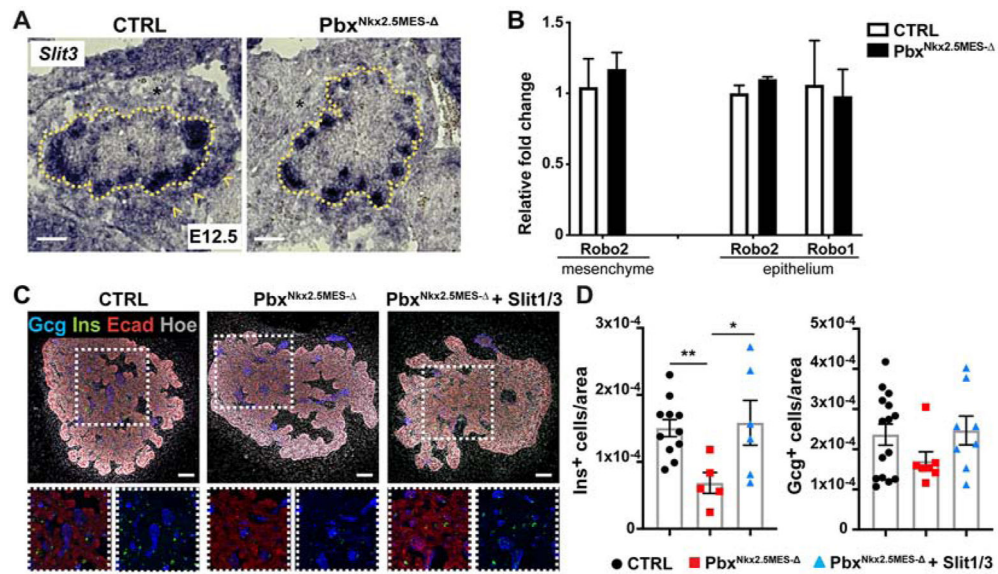 A
CTRL
Pbx^Nkx2.5MES-Δ
Slit3
*
*
E12.5
B
CTRL
Pbx^Nkx2.5MES-Δ
Relative fold change
1.5
1
0.5
0
Robo2
Robo2
Robo1
mesenchyme
epithelium
C
CTRL
Pbx^Nkx2.5MES-Δ
Pbx^Nkx2.5MES-Δ + Slit1/3
Gcg Ins Ecad Hoe
D
Ins+ cells/area
3x10-4
2x10-4
1x10-4
0
**
*
Gcg+ cells/area
5x10-4
4x10-4
3x10-4
2x10-4
1x10-4
0
CTRL
Pbx^Nkx2.5MES-Δ
Pbx^Nkx2.5MES-Δ + Slit1/3